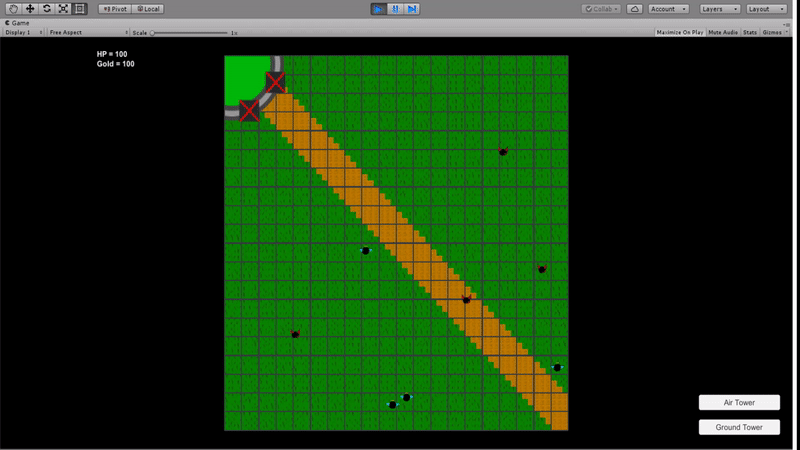 Pivot Local Collab Account Layers Layout
Game
Display 1 Free Aspect Scale 1x Maximize On Play Mute Audio Stats Gizmos
HP = 100
Gold = 100
Air Tower
Ground Tower